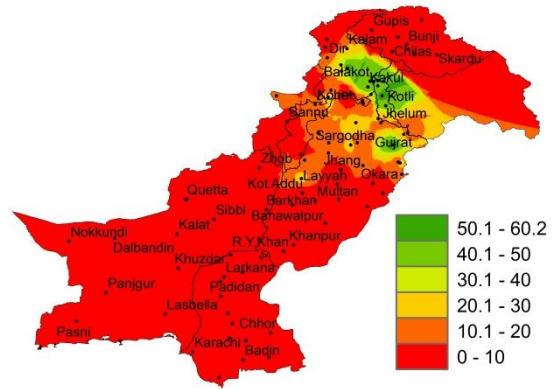 Gupis
Kalam
Bunji
Dir
Chilas
Skardu
Balakot
Kakul
Kotli
Jhelum
Sargodha
Gujrat
Zhob
Jhang
Okara
Kot Addu
Layyah
Quetta
Multan
Barkhan
Sibbi
Bahawalpur
Kalat
Nokkundi
Dalbandin
R.Y.Khan
Khanpur
Khuzdar
Larkana
Panjgur
Padidan
Lasbella
Pasni
Chhor
Karachi
Badin
50.1 - 60.2
40.1 - 50
30.1 - 40
20.1 - 30
10.1 - 20
0 - 10